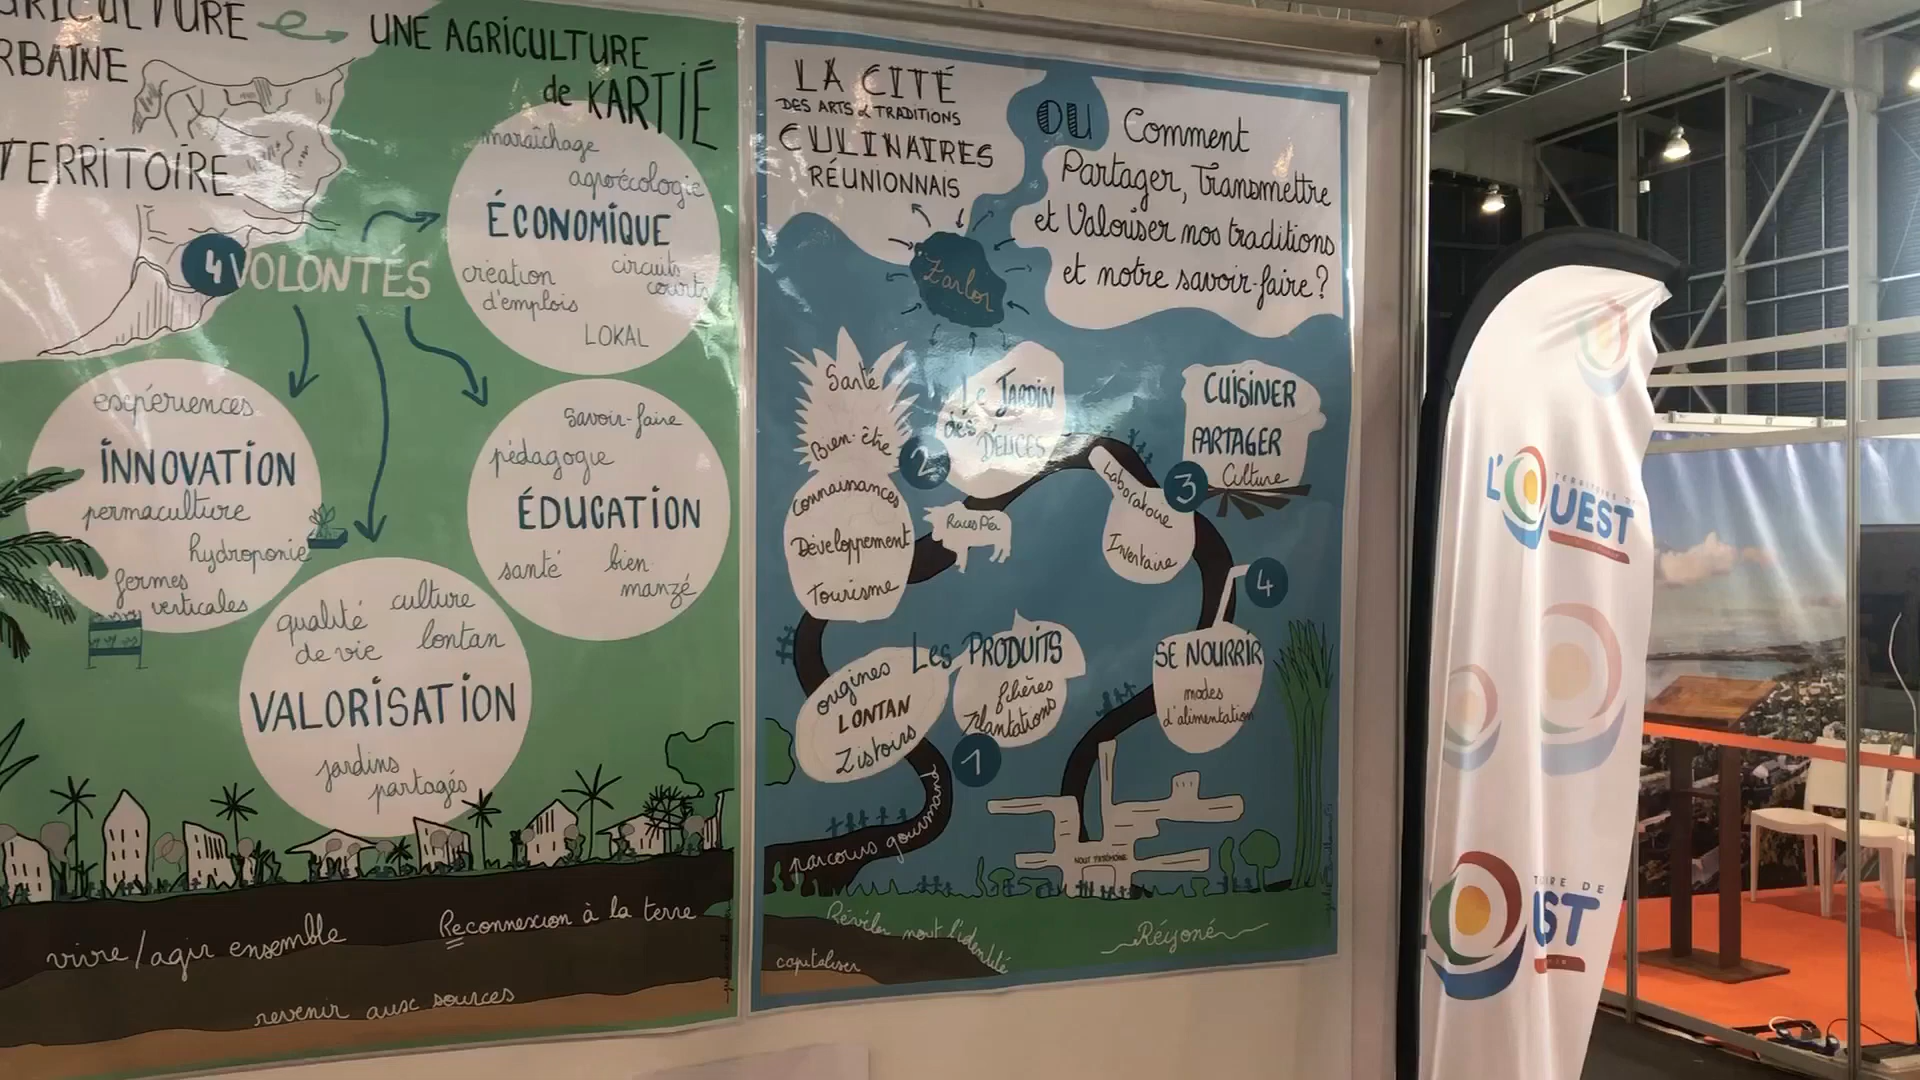 UNE AGRICULTURE
de KARTIÉ
TERRITOIRE
4 VOLONTÉS
maraîchage
agroécologie
ÉCONOMIQUE
création
d'emplois
circuits
courts
LOKAL
expériences
INNOVATION
permaculture
hydroponie
fermes
verticales
savoir-faire
pédagogie
ÉDUCATION
santé
bien
manzé
qualité
de vie
culture
lontan
VALORISATION
jardins
partagés
vivre/agir ensemble
Reconnexion à la terre
revenir aux sources
LA CITÉ
DES ARTS & TRADITIONS
CULINAIRES
RÉUNIONNAIS
OU Comment
Partager, Transmettre
et Valoriser nos traditions
et notre savoir-faire ?
Zarlor
Santé
Bien-être
connaissances
Développement
Tourisme
2
Le JARDIN
des DÉLICES
Races Péi
Laboratoire
Inventaire
3
CUISINER
PARTAGER
Culture
4
SE NOURRIR
modes
d'alimentation
Les PRODUITS
filières
Plantations
origines
LONTAN
Zistoirs
1
parcours gourmand
NOUT PATRIMOINE
Réveiler nout l'identité
capitaliser
Réyoné
L'OUEST
TERRITOIRE DE